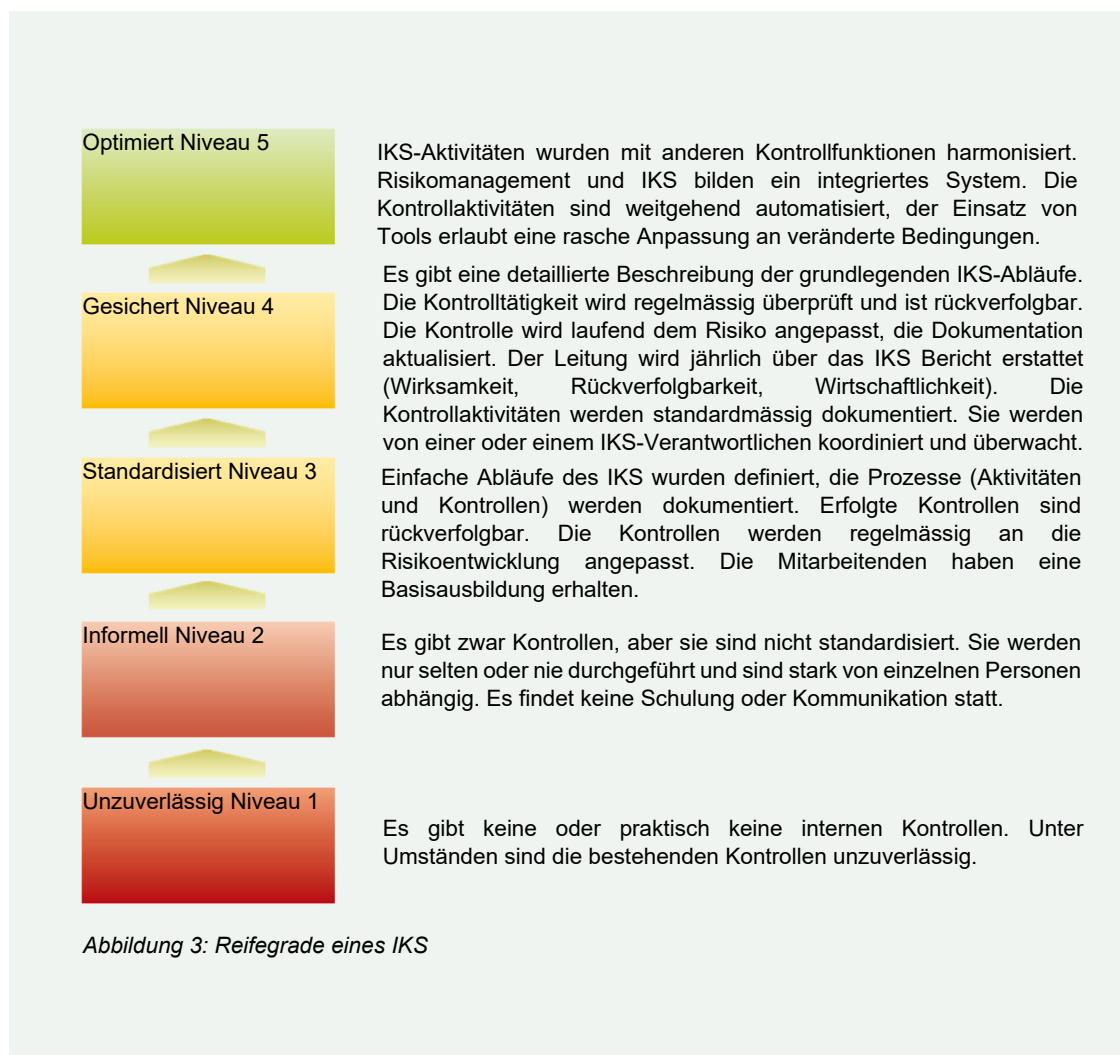 Optimiert Niveau 5
IKS-Aktivitäten wurden mit anderen Kontrollfunktionen harmonisiert.
Risikomanagement und IKS bilden ein integriertes System. Die
Kontrollaktivitäten sind weitgehend automatisiert, der Einsatz von
Tools erlaubt eine rasche Anpassung an veränderte Bedingungen.
Gesichert Niveau 4
Es gibt eine detaillierte Beschreibung der grundlegenden IKS-Abläufe.
Die Kontrolltätigkeit wird regelmässig überprüft und ist rückverfolgbar.
Die Kontrolle wird laufend dem Risiko angepasst, die Dokumentation
aktualisiert. Der Leitung wird jährlich über das IKS Bericht erstattet
(Wirksamkeit, Rückverfolgbarkeit, Wirtschaftlichkeit). Die
Kontrollaktivitäten werden standardmässig dokumentiert. Sie werden
von einer oder einem IKS-Verantwortlichen koordiniert und überwacht.
Standardisiert Niveau 3
Einfache Abläufe des IKS wurden definiert, die Prozesse (Aktivitäten
und Kontrollen) werden dokumentiert. Erfolgte Kontrollen sind
rückverfolgbar. Die Kontrollen werden regelmässig an die
Risikoentwicklung angepasst. Die Mitarbeitenden haben eine
Basisausbildung erhalten.
Informell Niveau 2
Es gibt zwar Kontrollen, aber sie sind nicht standardisiert. Sie werden
nur selten oder nie durchgeführt und sind stark von einzelnen Personen
abhängig. Es findet keine Schulung oder Kommunikation statt.
Unzuverlässig Niveau 1
Es gibt keine oder praktisch keine internen Kontrollen. Unter
Umständen sind die bestehenden Kontrollen unzuverlässig.
Abbildung 3: Reifegrade eines IKS